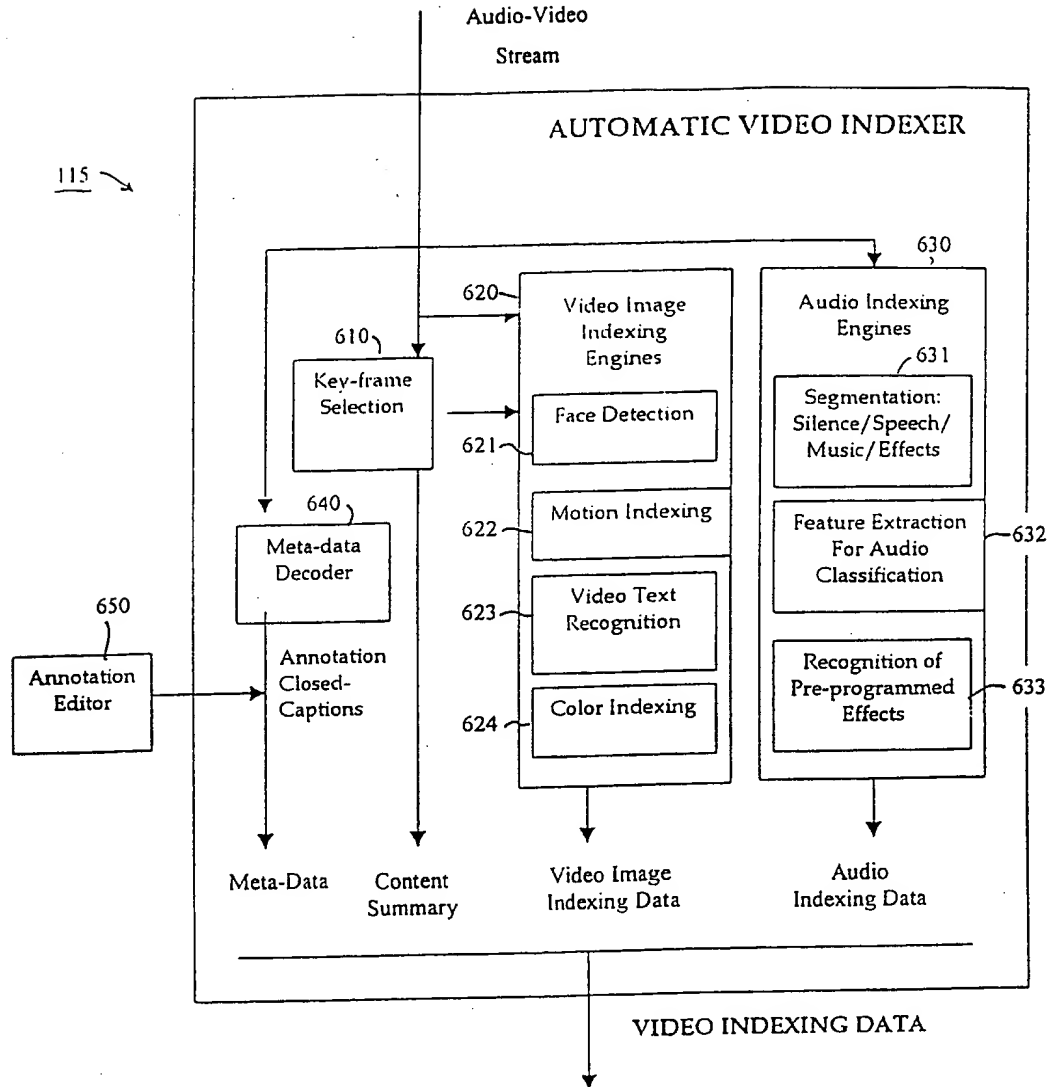 Audio-Video
Stream
AUTOMATIC VIDEO INDEXER
115
630
620
Video Image
Indexing
Engines
Audio Indexing
Engines
610
Key-frame
Selection
631
Segmentation:
Silence/Speech/
Music/Effects
Face Detection
621
640
Meta-data
Decoder
Motion Indexing
622
Feature Extraction
For Audio
Classification
632
650
Annotation
Editor
Annotation
Closed-
Captions
623
Video Text
Recognition
Recognition of
Pre-programmed
Effects
633
624
Color Indexing
Meta-Data
Content
Summary
Video Image
Indexing Data
Audio
Indexing Data
VIDEO INDEXING DATA